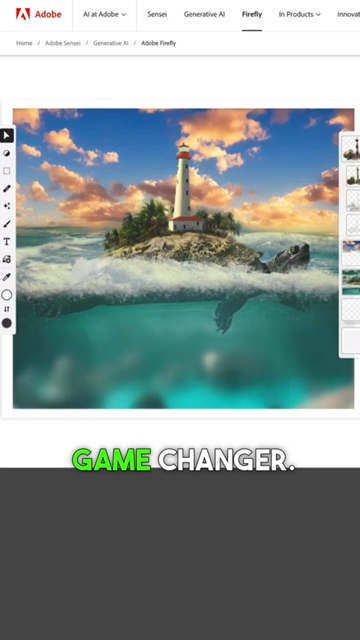 Adobe
AI at Adobe
Sensei
Generative AI
Firefly
In Products
Innovat
Home / Adobe Sensei / Generative AI / Adobe Firefly
T
GAME CHANGER.